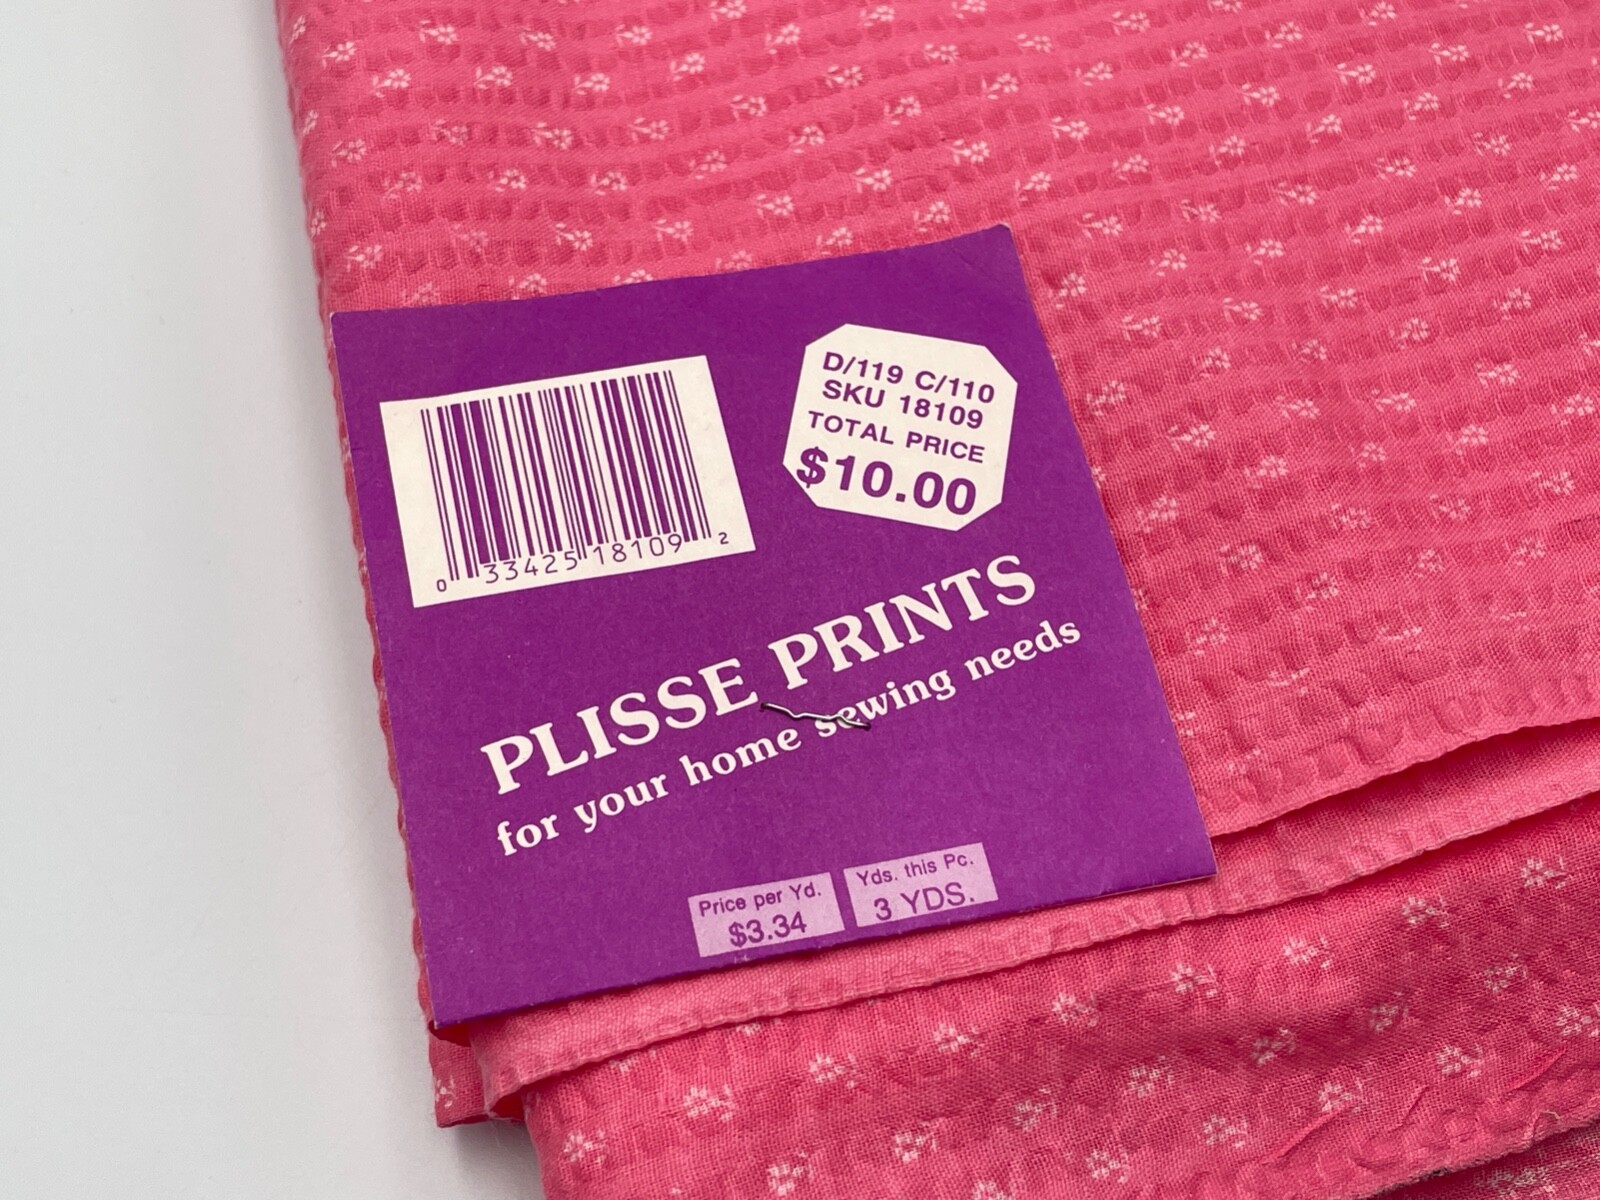 D/119 C/110
SKU 18109
TOTAL PRICE
$10.00
0 33425 18109 2
PLISSE PRINTS
for your home sewing needs
Price per Yd.
$3.34
Yds. this Pc.
3 YDS.